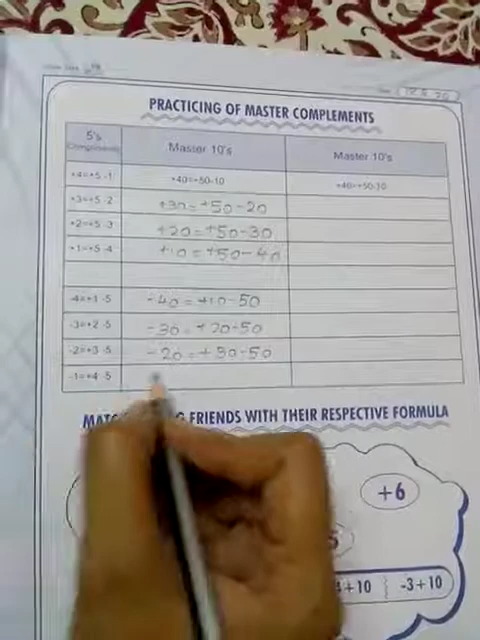 PRACTICING OF MASTER COMPLEMENTS
5's Complements Master 10's Master 10's
+4=+5 -1 +40=+50-10 +40=+50-10
+3=+5 -2 +30=+50-20
+2=+5 -3 +20=+50-30
+1=+5 -4 +10=+50-40
-4=+1 -5 -40=+10-50
-3=+2 -5 -30=+20-50
-2=+3 -5 -20=+30-50
-1=+4 -5
FRIENDS WITH THEIR RESPECTIVE FORMULA
+6
+10 -3+10